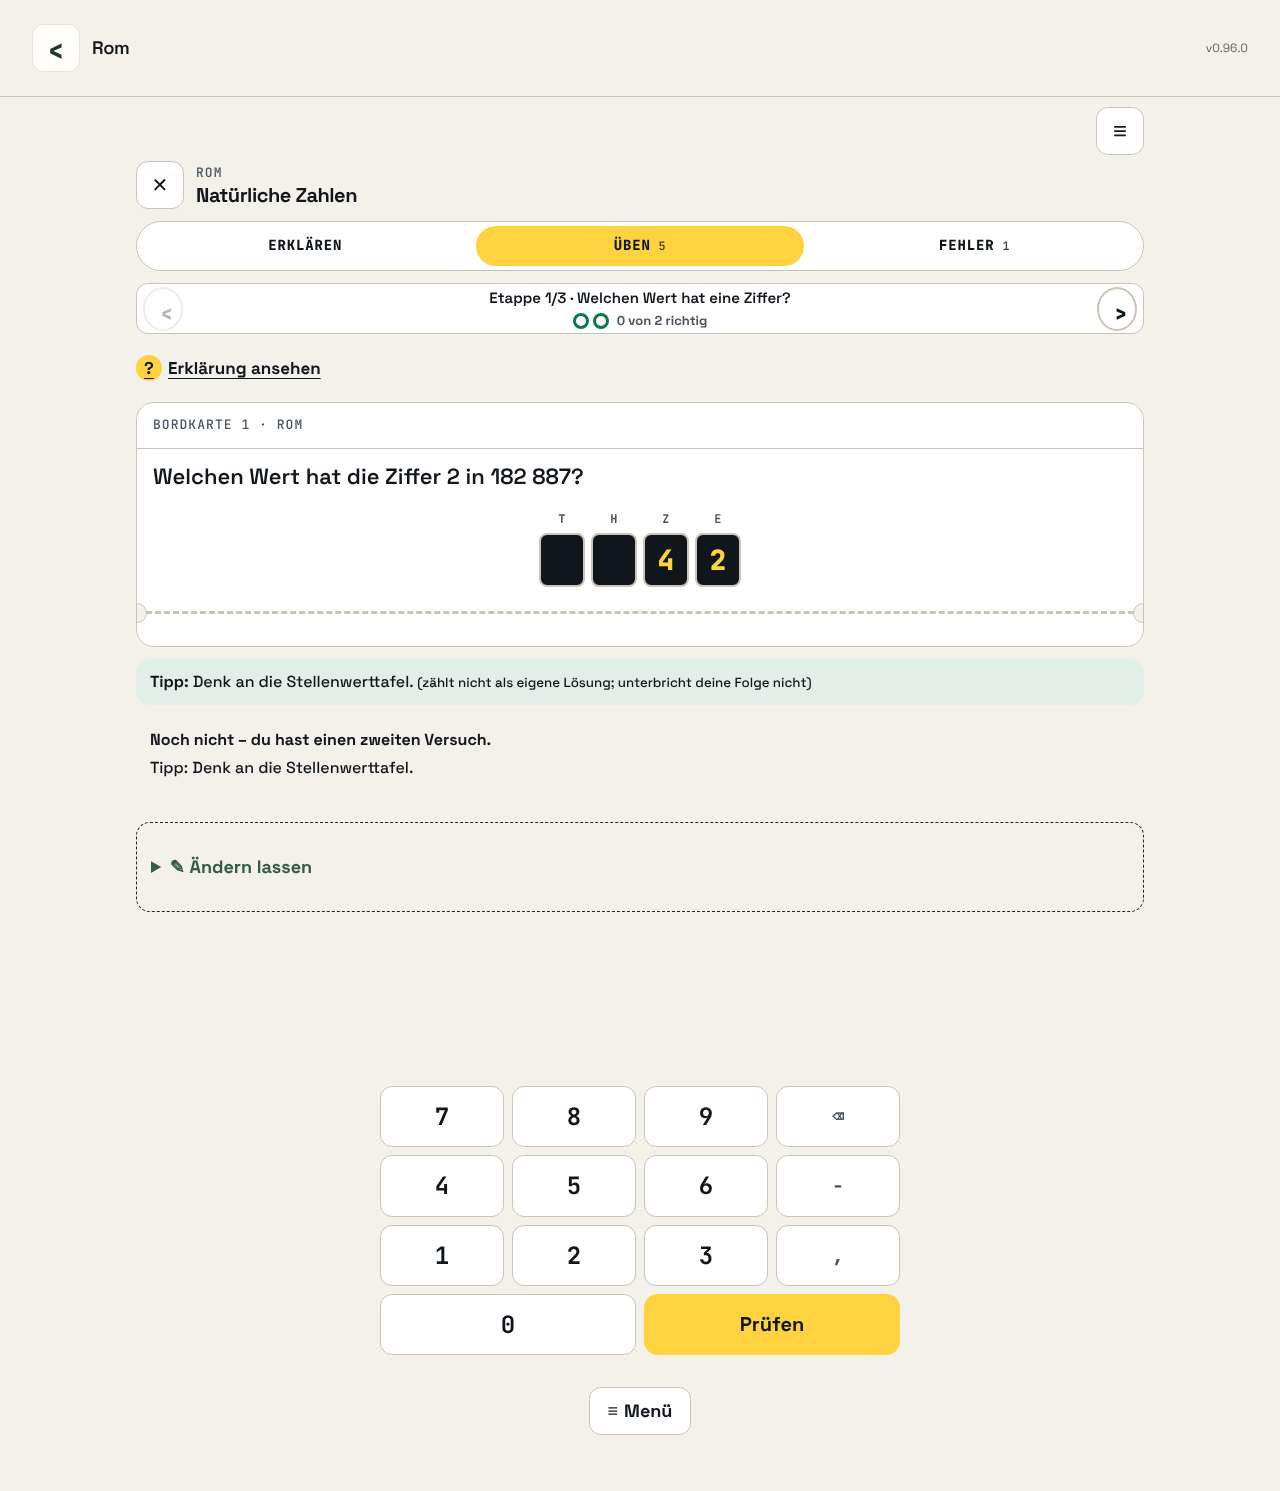 < Rom
v0.96.0
≡
✕
ROM
Natürliche Zahlen
ERKLÄREN
ÜBEN 5
FEHLER 1
<
Etappe 1/3 · Welchen Wert hat eine Ziffer?
0 von 2 richtig
>
? Erklärung ansehen
BORDKARTE 1 · ROM
Welchen Wert hat die Ziffer 2 in 182 887?
T H Z E
4 2
Tipp: Denk an die Stellenwerttafel. (zählt nicht als eigene Lösung; unterbricht deine Folge nicht)
Noch nicht – du hast einen zweiten Versuch.
Tipp: Denk an die Stellenwerttafel.
▶ ✎ Ändern lassen
7 8 9 ⌫
4 5 6 -
1 2 3 ,
0 Prüfen
≡ Menü